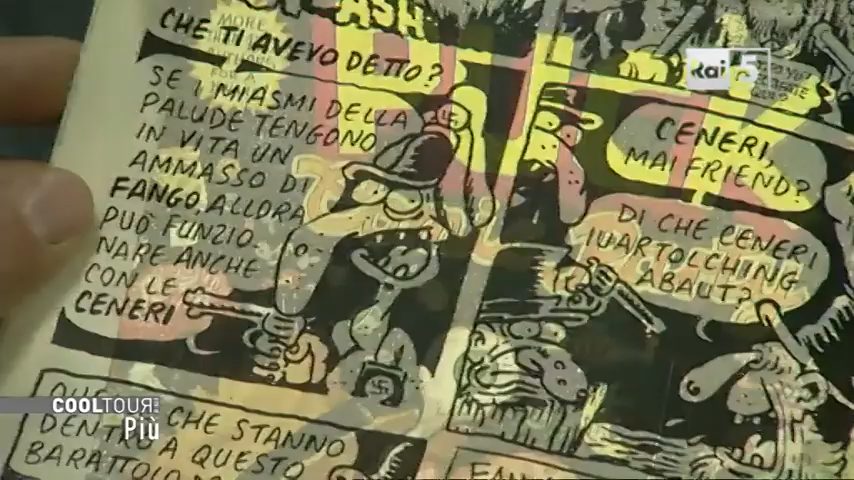 CHE TI AVEVO DETTO?
SE I MIASMI DELLA
PALUDE TENGONO
IN VITA UN
AMMASSO DI
FANGO, ALLORA
PUÒ FUNZIO
NARE ANCHE
CON LE
CENERI
CENERI,
MAI FRIEND?
DI CHE CENERI
IUARTOLCHING
ABAUT?
CHE STANNO
DENTRO A QUESTO
BARATTOLO
Rai 5
COOLTOUR
Più